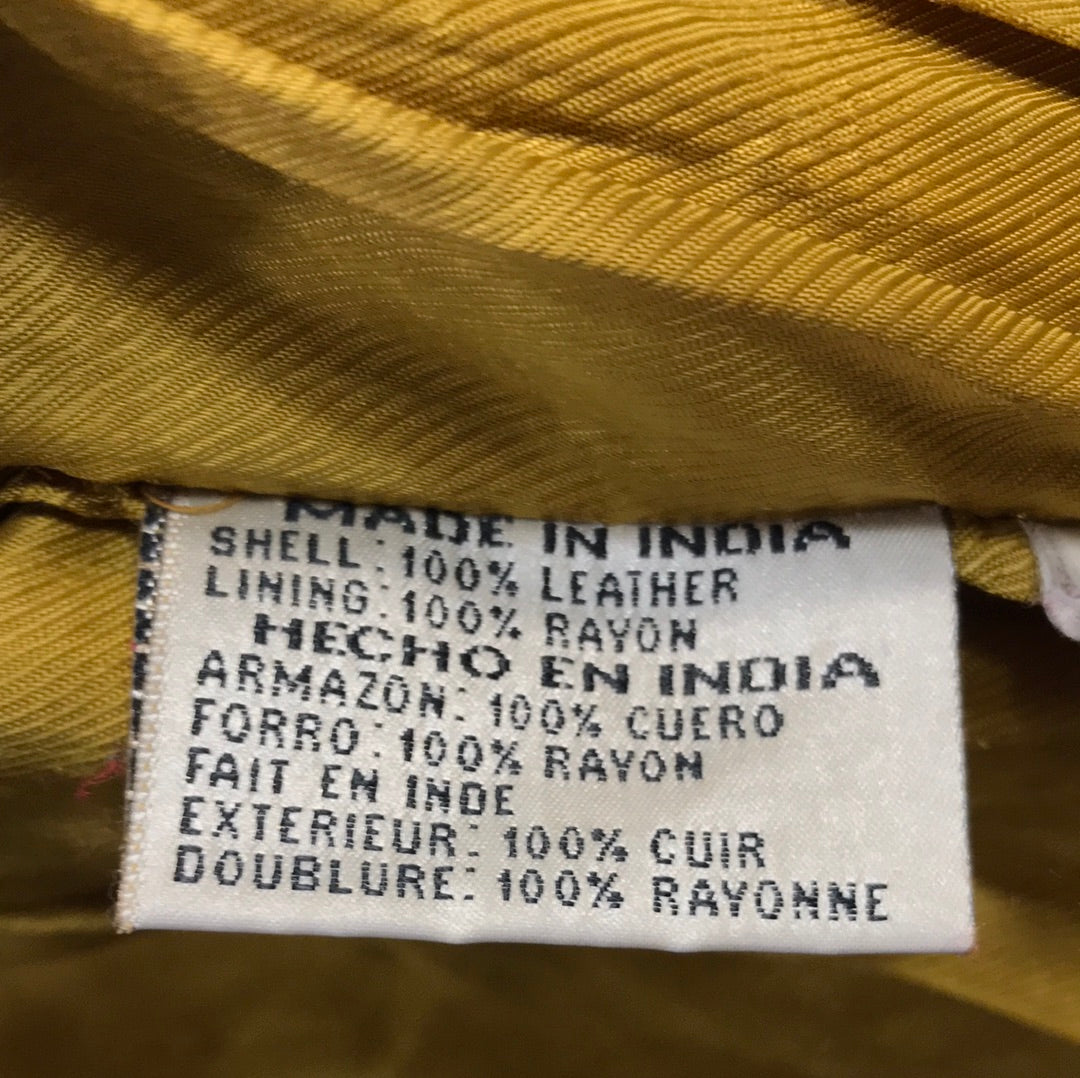 MADE IN INDIA
SHELL: 100% LEATHER
LINING: 100% RAYON
HECHO EN INDIA
ARMAZON: 100% CUERO
FORRO: 100% RAYON
FAIT EN INDE
EXTERIEUR: 100% CUIR
DOUBLURE: 100% RAYONNE